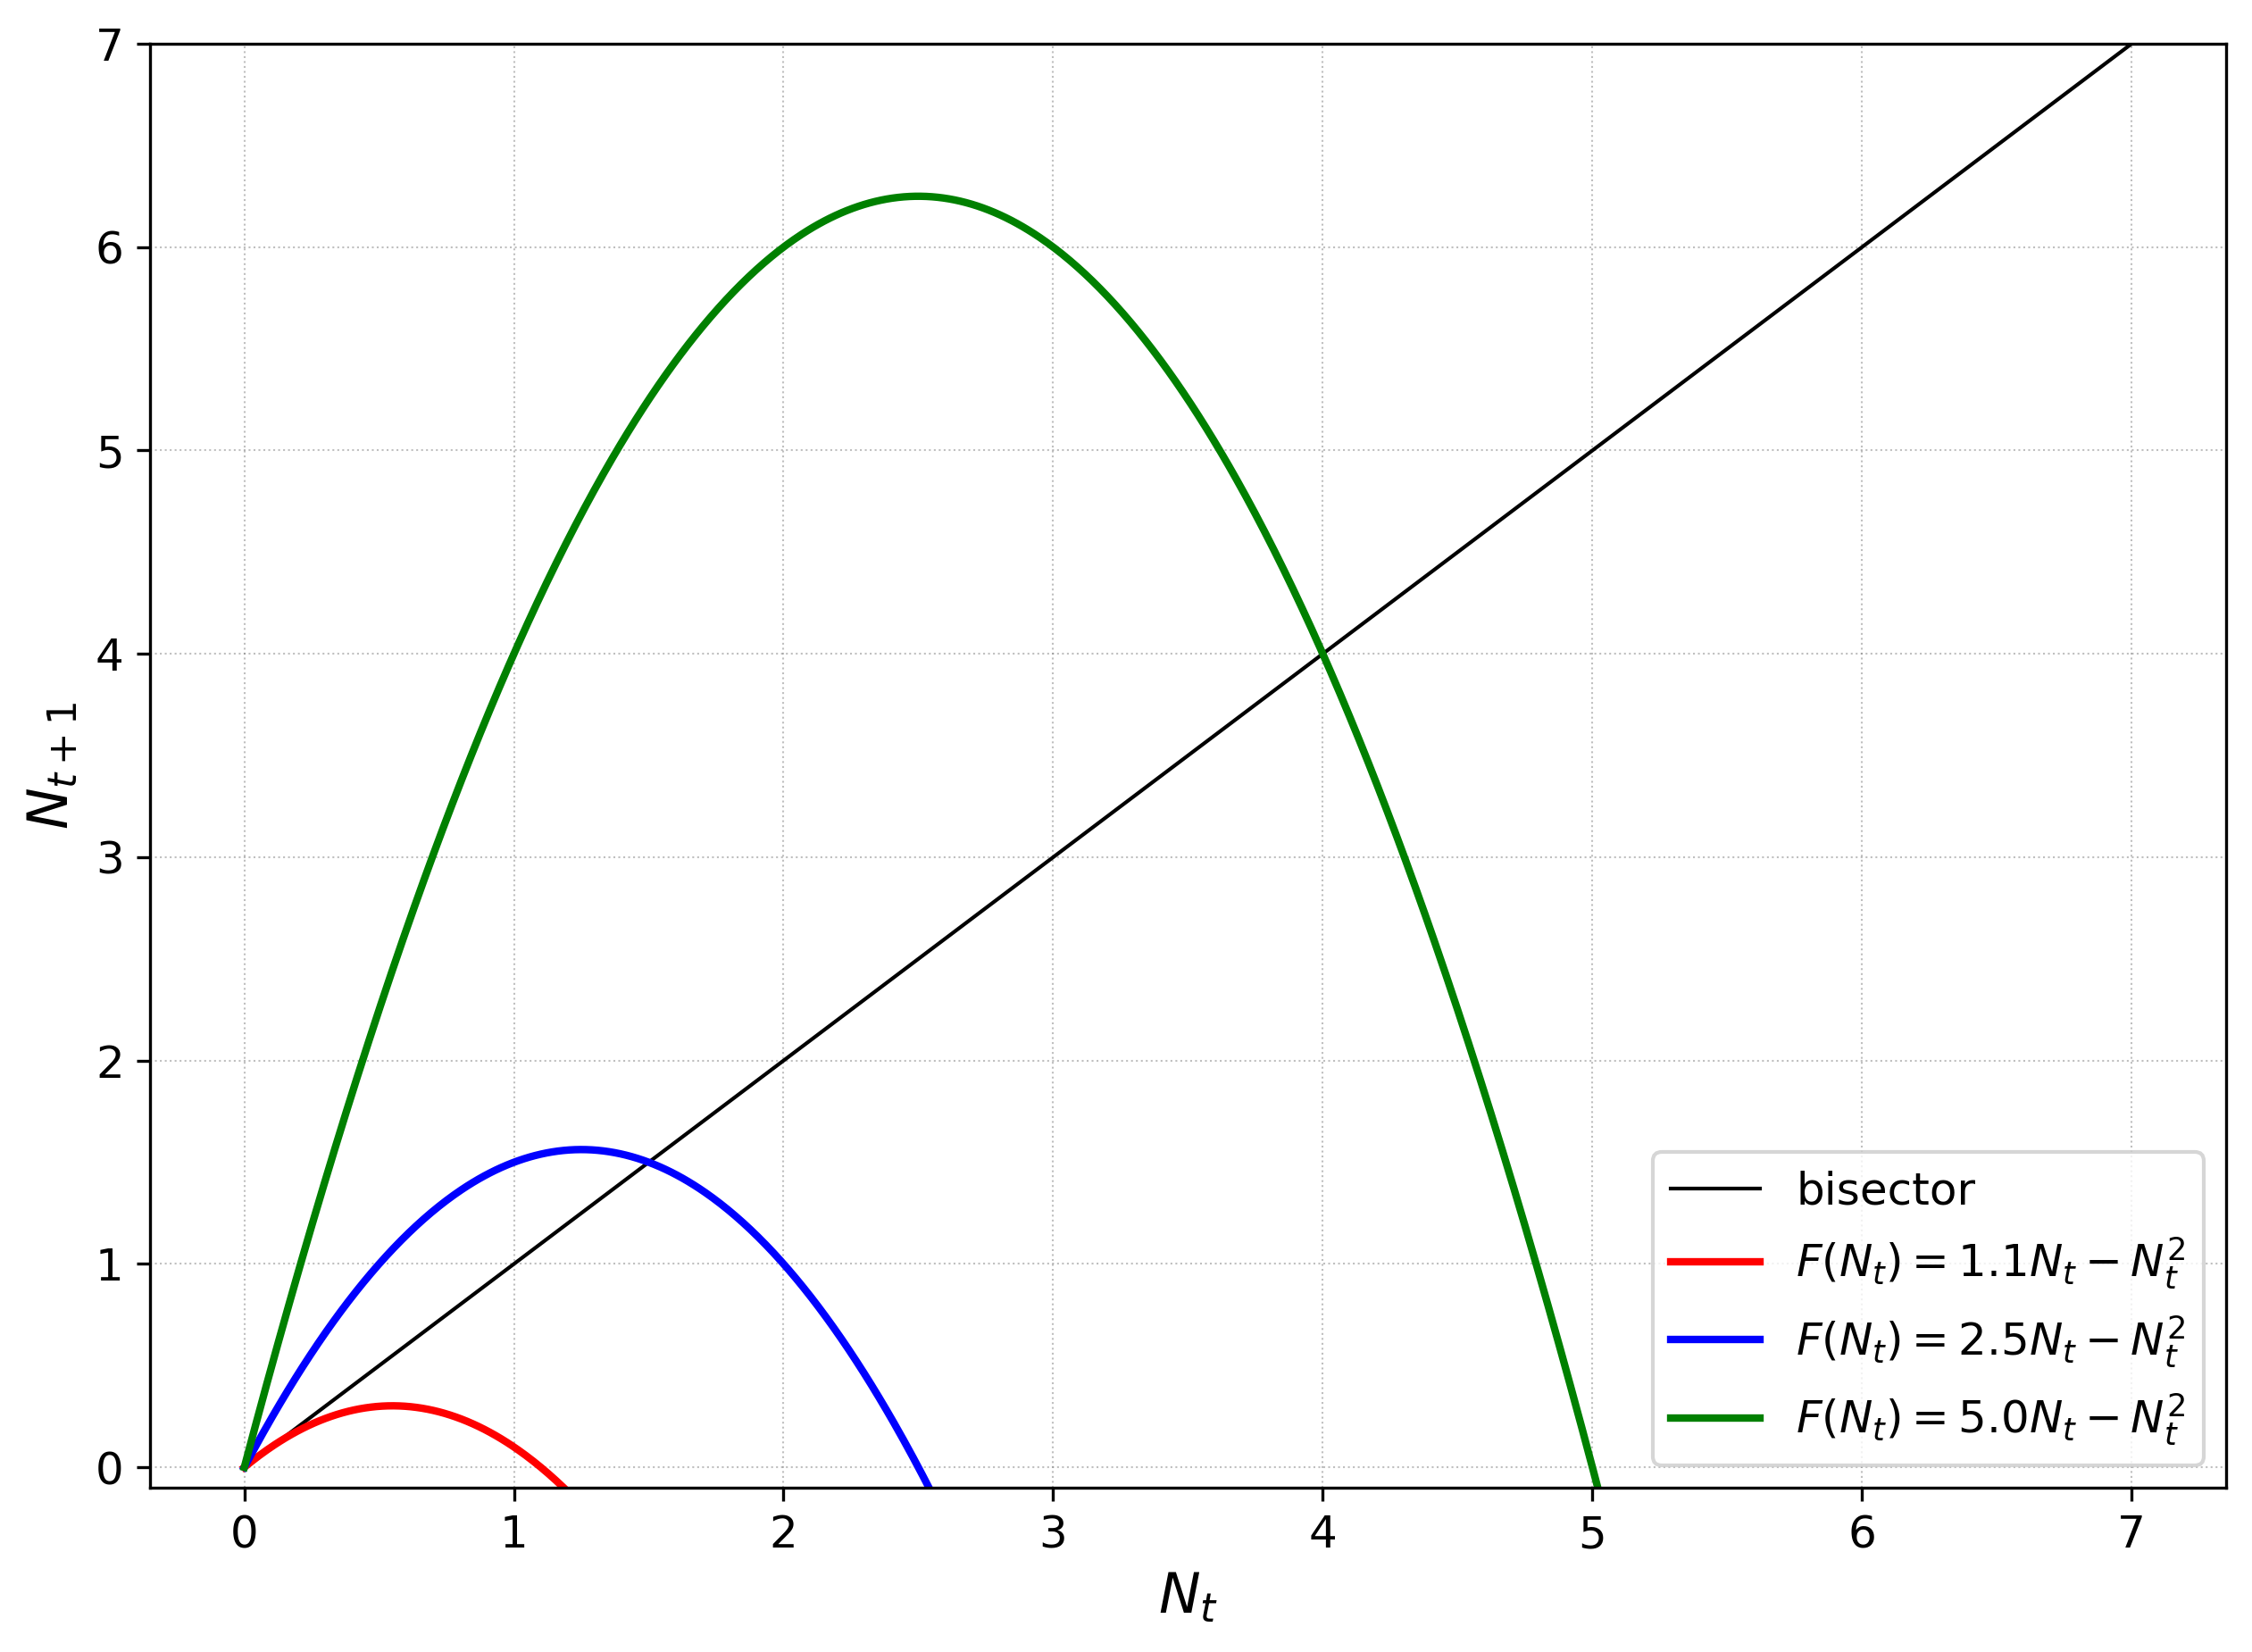 7
6
5
4
3
2
1
0
N_{t+1}
0 1 2 3 4 5 6 7
N_t
bisector
F(N_t) = 1.1N_t − N_t^2
F(N_t) = 2.5N_t − N_t^2
F(N_t) = 5.0N_t − N_t^2